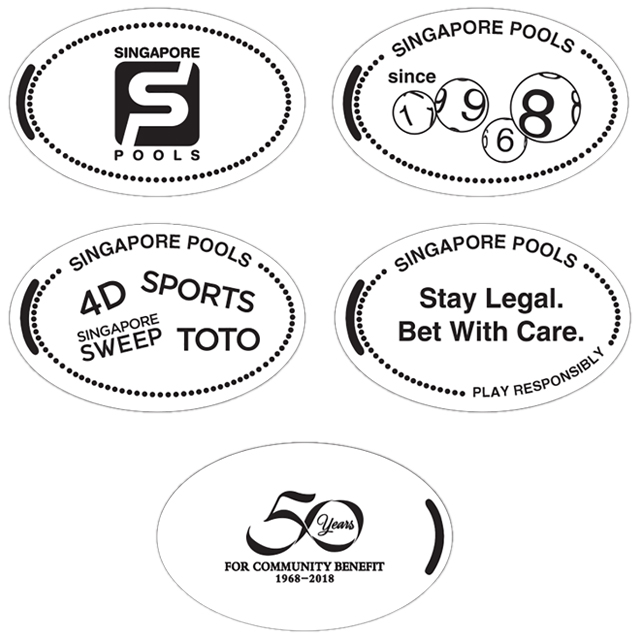 SINGAPORE
S
POOLS
SINGAPORE POOLS
since
1 9 6 8
SINGAPORE POOLS
4D SPORTS
SINGAPORE
SWEEP TOTO
SINGAPORE POOLS
Stay Legal.
Bet With Care.
PLAY RESPONSIBLY
50 Years
FOR COMMUNITY BENEFIT
1968–2018